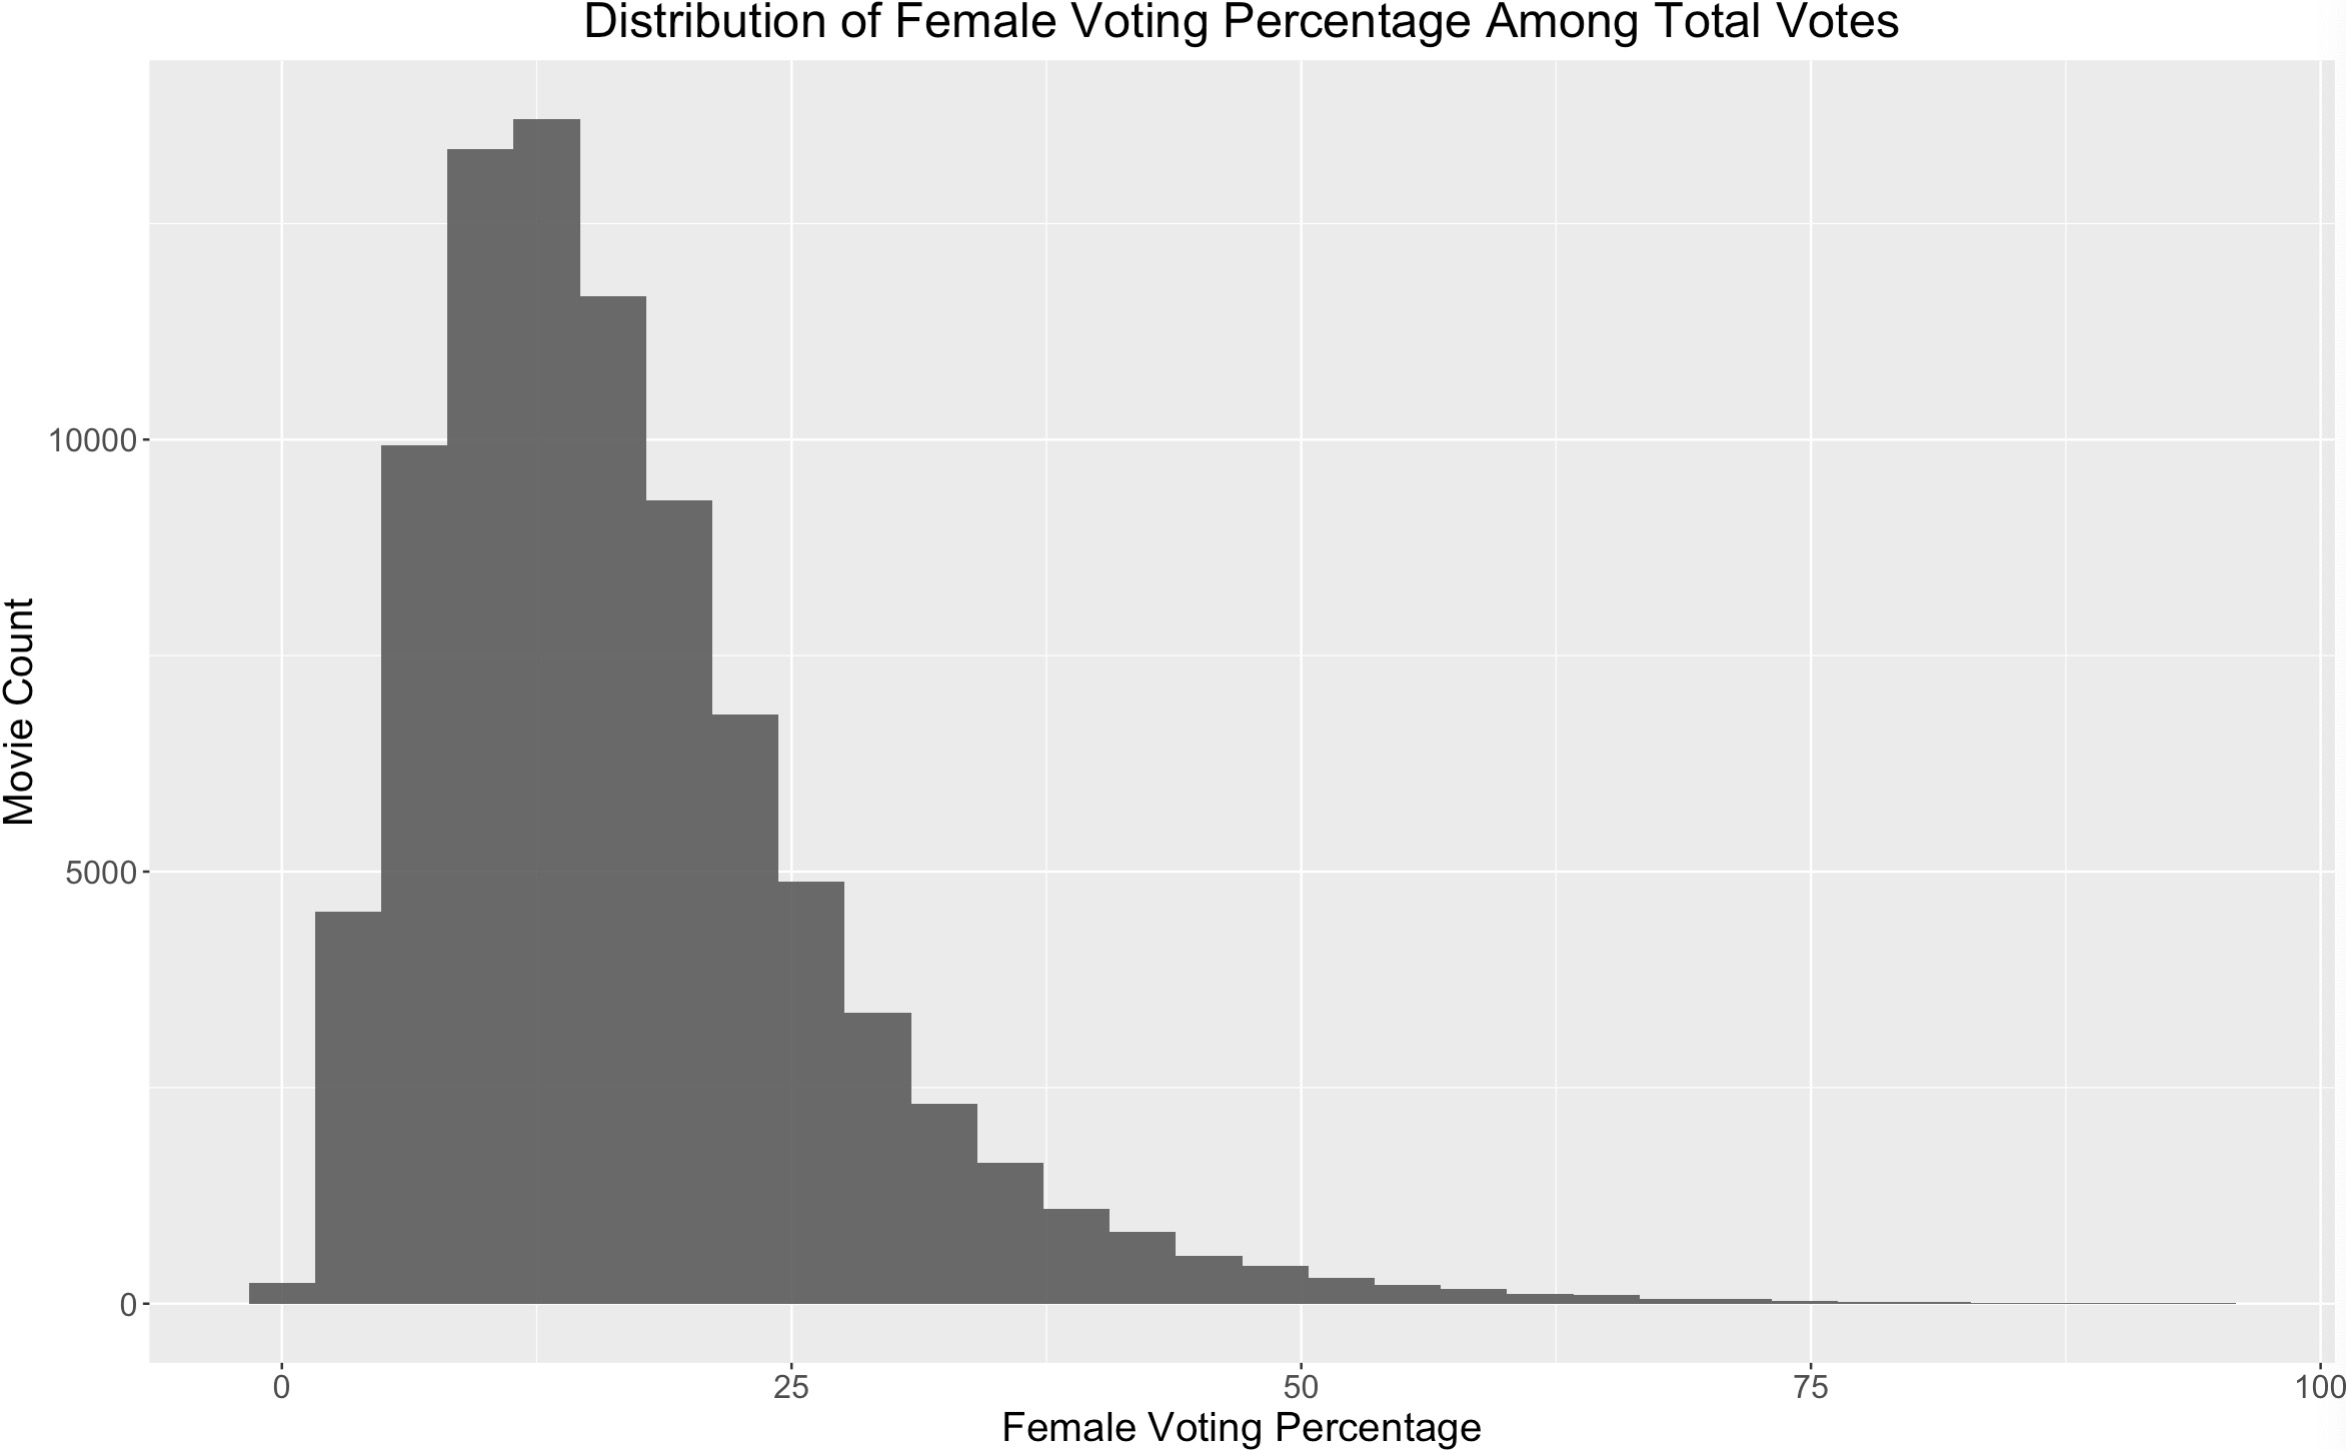 Distribution of Female Voting Percentage Among Total Votes
Movie Count
10000
5000
0
0 25 50 75 100
Female Voting Percentage